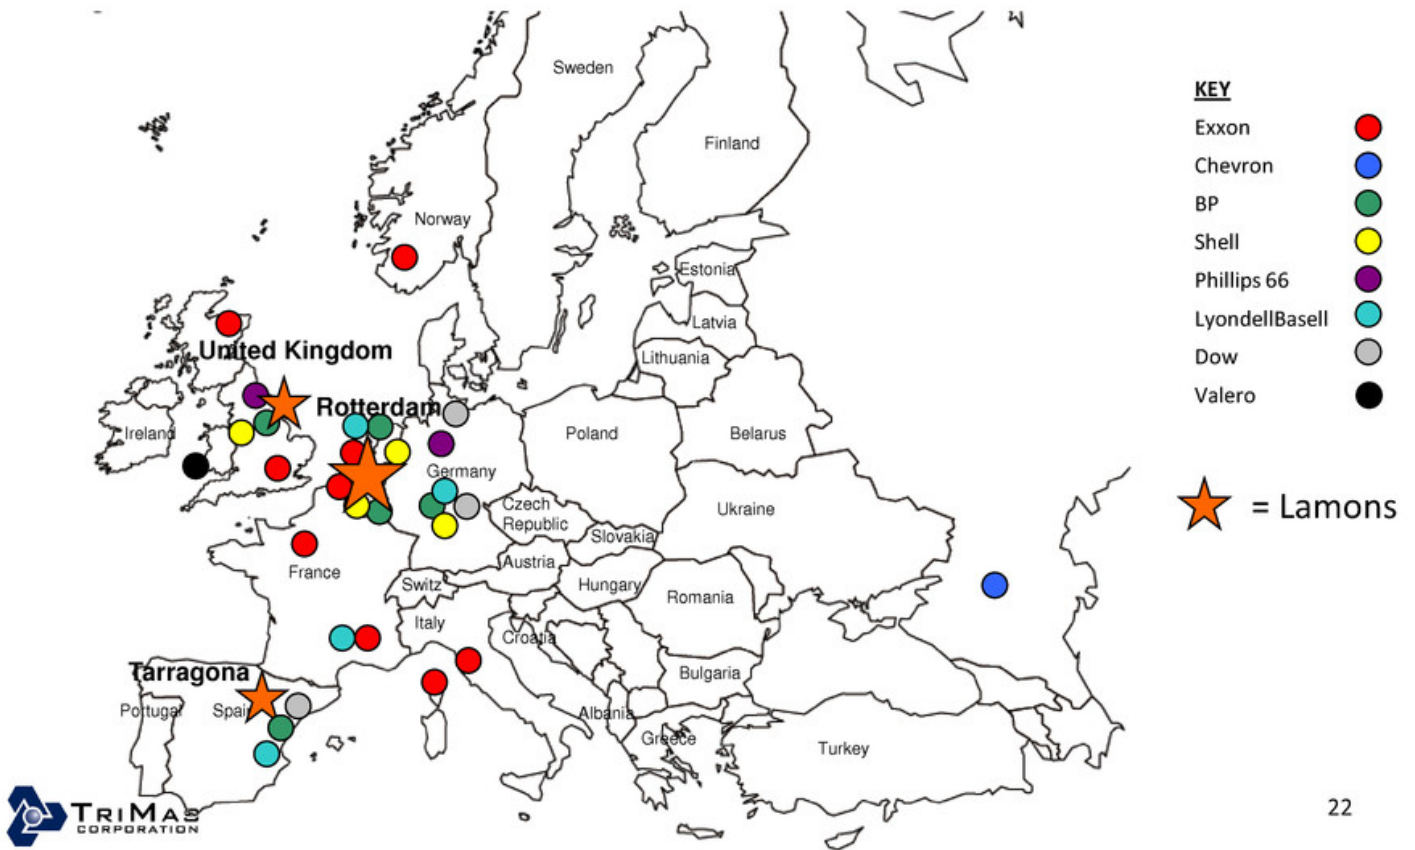 Sweden
Finland
Norway
Estonia
Latvia
Lithuania
United Kingdom
Rotterdam
Ireland
Poland
Belarus
Germany
Czech
Republic
Ukraine
Slovakia
Austria
France
Switz
Hungary
Romania
Italy
Croatia
Tarragona
Bulgaria
Portugal
Spain
Albania
Greece
Turkey
KEY
Exxon
Chevron
BP
Shell
Phillips 66
LyondellBasell
Dow
Valero
= Lamons
TRIMAS
CORPORATION
22